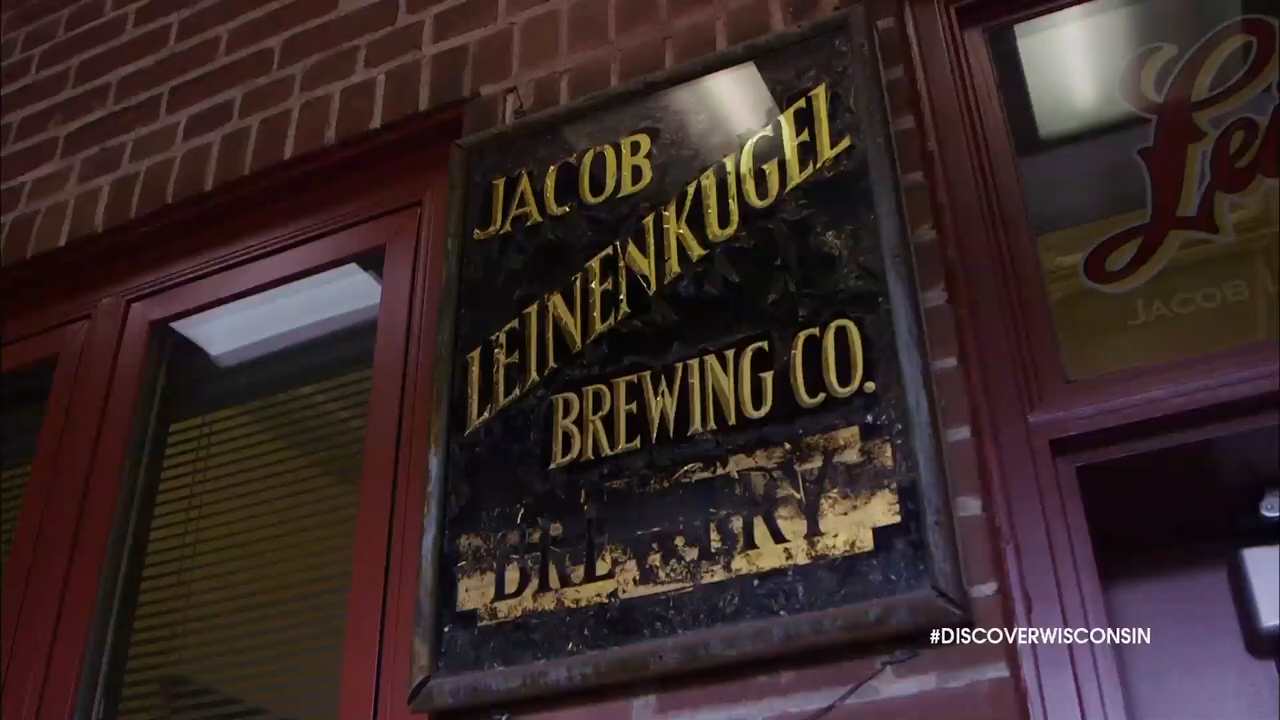 JACOB
LEINENKUGEL
BREWING CO.
BREWERY
JACOB
#DISCOVERWISCONSIN